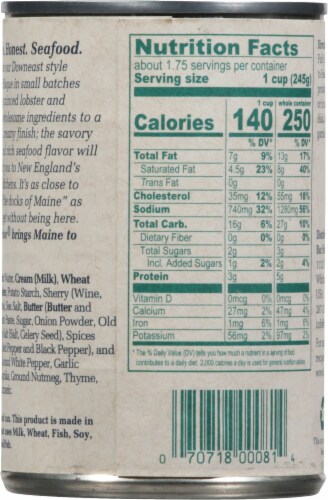 Honest. Seafood.
our Downeast style
in small batches
lobster and
wholesome ingredients to a
creamy finish; the savory
rich seafood flavor will
you to New England's
It's as close to
docks of Maine" as
without being here.
brings Maine to
Cream (Milk), Wheat
Potato Starch, Sherry (Wine,
Salt, Butter (Butter and
Sugar, Onion Powder, Old
Celery Seed), Spices
Pepper and Black Pepper), and
White Pepper, Garlic
Ground Nutmeg, Thyme,
This product is made in
uses Milk, Wheat, Fish, Soy,
Nutrition Facts
about 1.75 servings per container
Serving size 1 cup (245g)
1 cup whole container
Calories 140 250
% DV* % DV*
Total Fat 7g 9% 13g 17%
Saturated Fat 4.5g 23% 8g 40%
Trans Fat 0g 0g
Cholesterol 35mg 12% 55mg 18%
Sodium 740mg 32% 1280mg 56%
Total Carb. 16g 6% 27g 10%
Dietary Fiber 0g 0% 0g 0%
Total Sugars 2g 3g
Incl. Added Sugars 1g 2% 2g 4%
Protein 3g 5g
Vitamin D 0mcg 0% 0mcg 0%
Calcium 27mg 2% 47mg 4%
Iron 1mg 6% 1mg 6%
Potassium 56mg 2% 97mg 2%
* The % Daily Value (DV) tells you how much a nutrient in a serving of food
contributes to a daily diet. 2,000 calories a day is used for general nutrition advice.
0 70718 00081 4